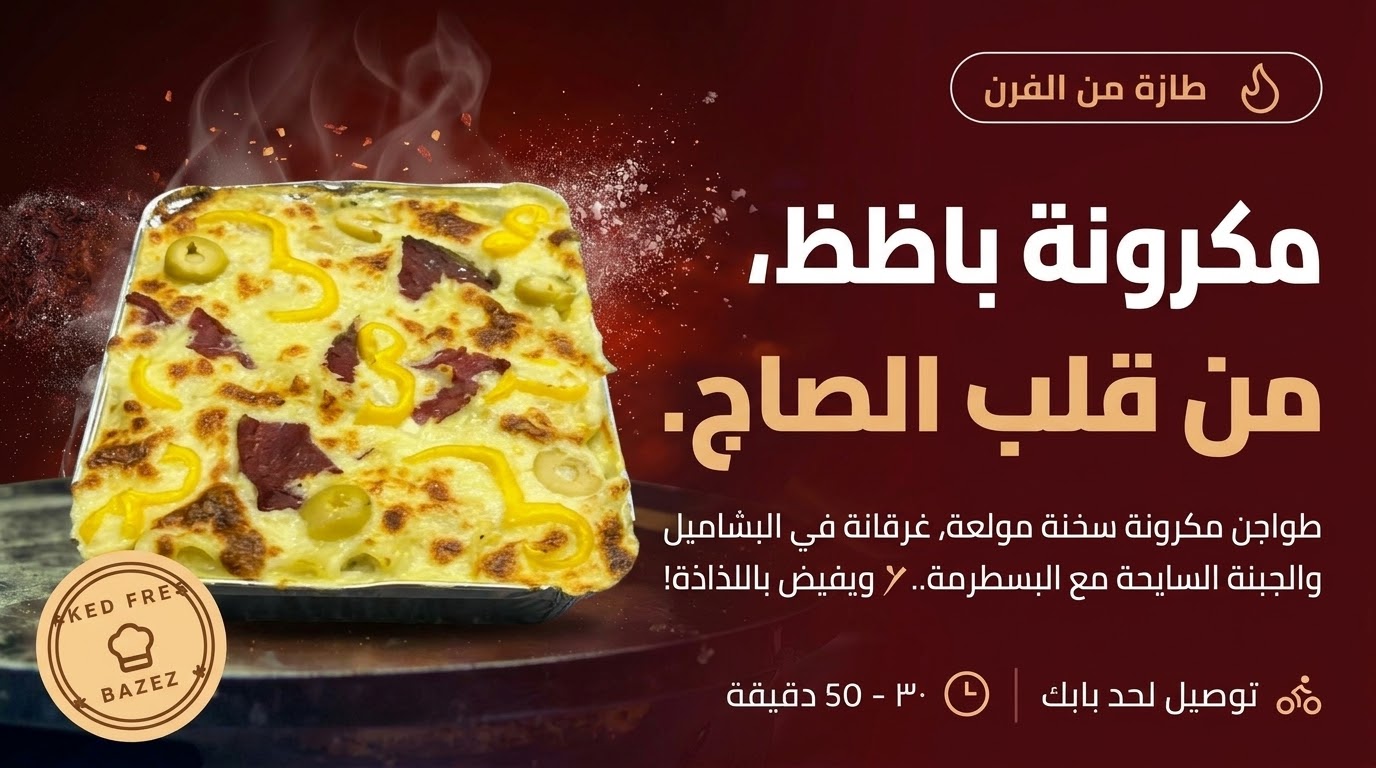 طازة من الفرن
مكرونة باظظ،
من قلب الصاج.
طواجن مكرونة سخنة مولعة, غرقانة في البشاميل
والجبنة السايحة مع البسطرمة.. ويفيض باللذاذة!
توصيل لحد بابك
٣٠ - 50 دقيقة
KED FRES
BAZEZ